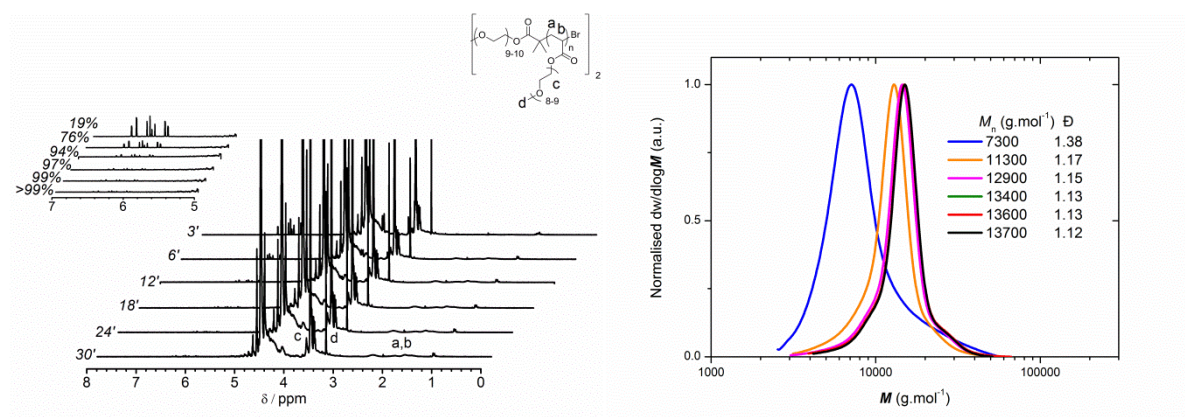 a b
O
O
O
9-10
Br
n
O
O
c
2
d
O
8-9
19%
76%
94%
97%
99%
>99%
7 6 5
3'
6'
12'
18'
24'
30'
c d a,b
8 7 6 5 4 3 2 1 0
δ / ppm
Normalised dw/dlogM (a.u.)
1.0
0.5
0.0
Mn (g.mol-1) Đ
7300 1.38
11300 1.17
12900 1.15
13400 1.13
13600 1.13
13700 1.12
1000 10000 100000
M (g.mol-1)